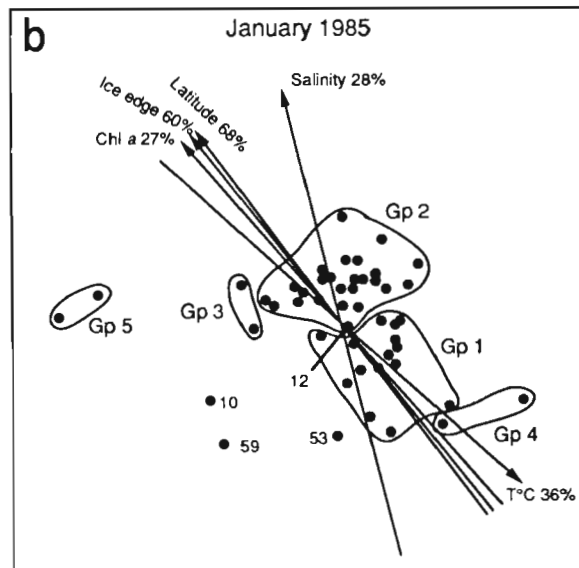 b
January 1985
Salinity 28%
Latitude 68%
Ice edge 60%
Chl a 27%
Gp 2
Gp 3
Gp 5
Gp 1
12
10
59
53
Gp 4
T°C 36%